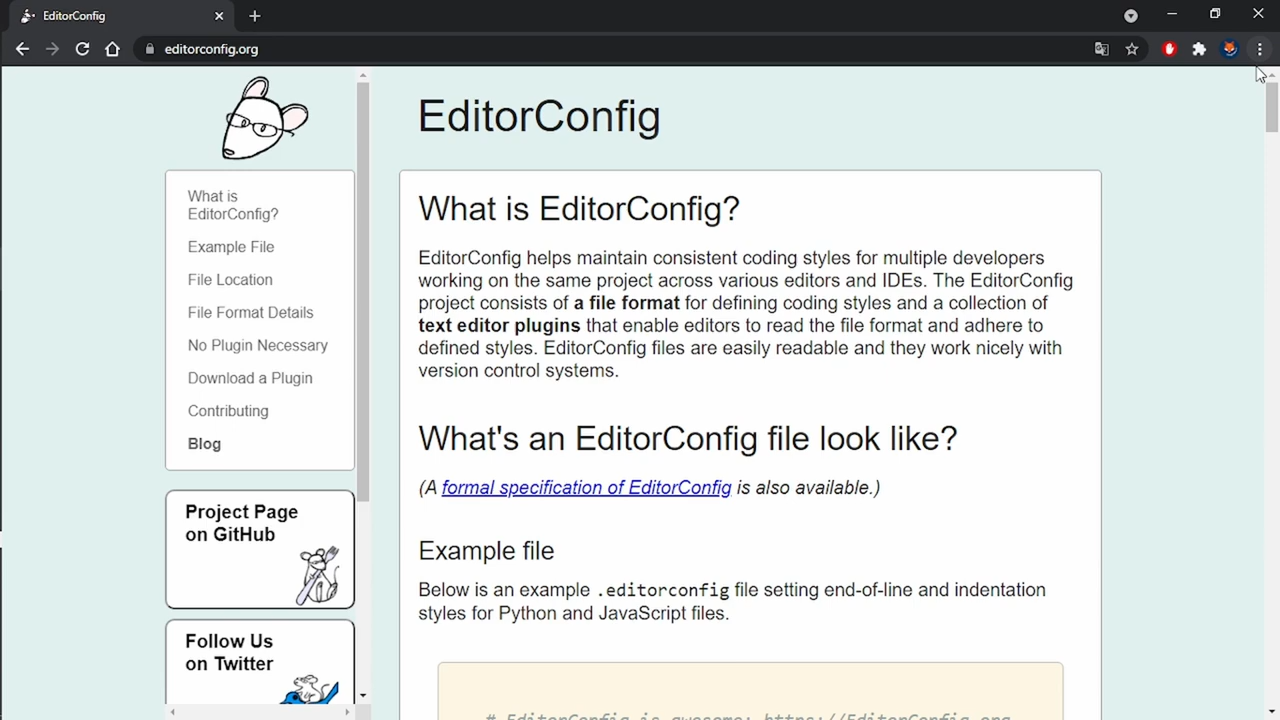 EditorConfig
editorconfig.org
What is
EditorConfig?
Example File
File Location
File Format Details
No Plugin Necessary
Download a Plugin
Contributing
Blog
Project Page
on GitHub
Follow Us
on Twitter
EditorConfig
What is EditorConfig?
EditorConfig helps maintain consistent coding styles for multiple developers
working on the same project across various editors and IDEs. The EditorConfig
project consists of a file format for defining coding styles and a collection of
text editor plugins that enable editors to read the file format and adhere to
defined styles. EditorConfig files are easily readable and they work nicely with
version control systems.
What's an EditorConfig file look like?
(A formal specification of EditorConfig is also available.)
Example file
Below is an example .editorconfig file setting end-of-line and indentation
styles for Python and JavaScript files.
# EditorConfig is awesome: https://EditorConfig.org